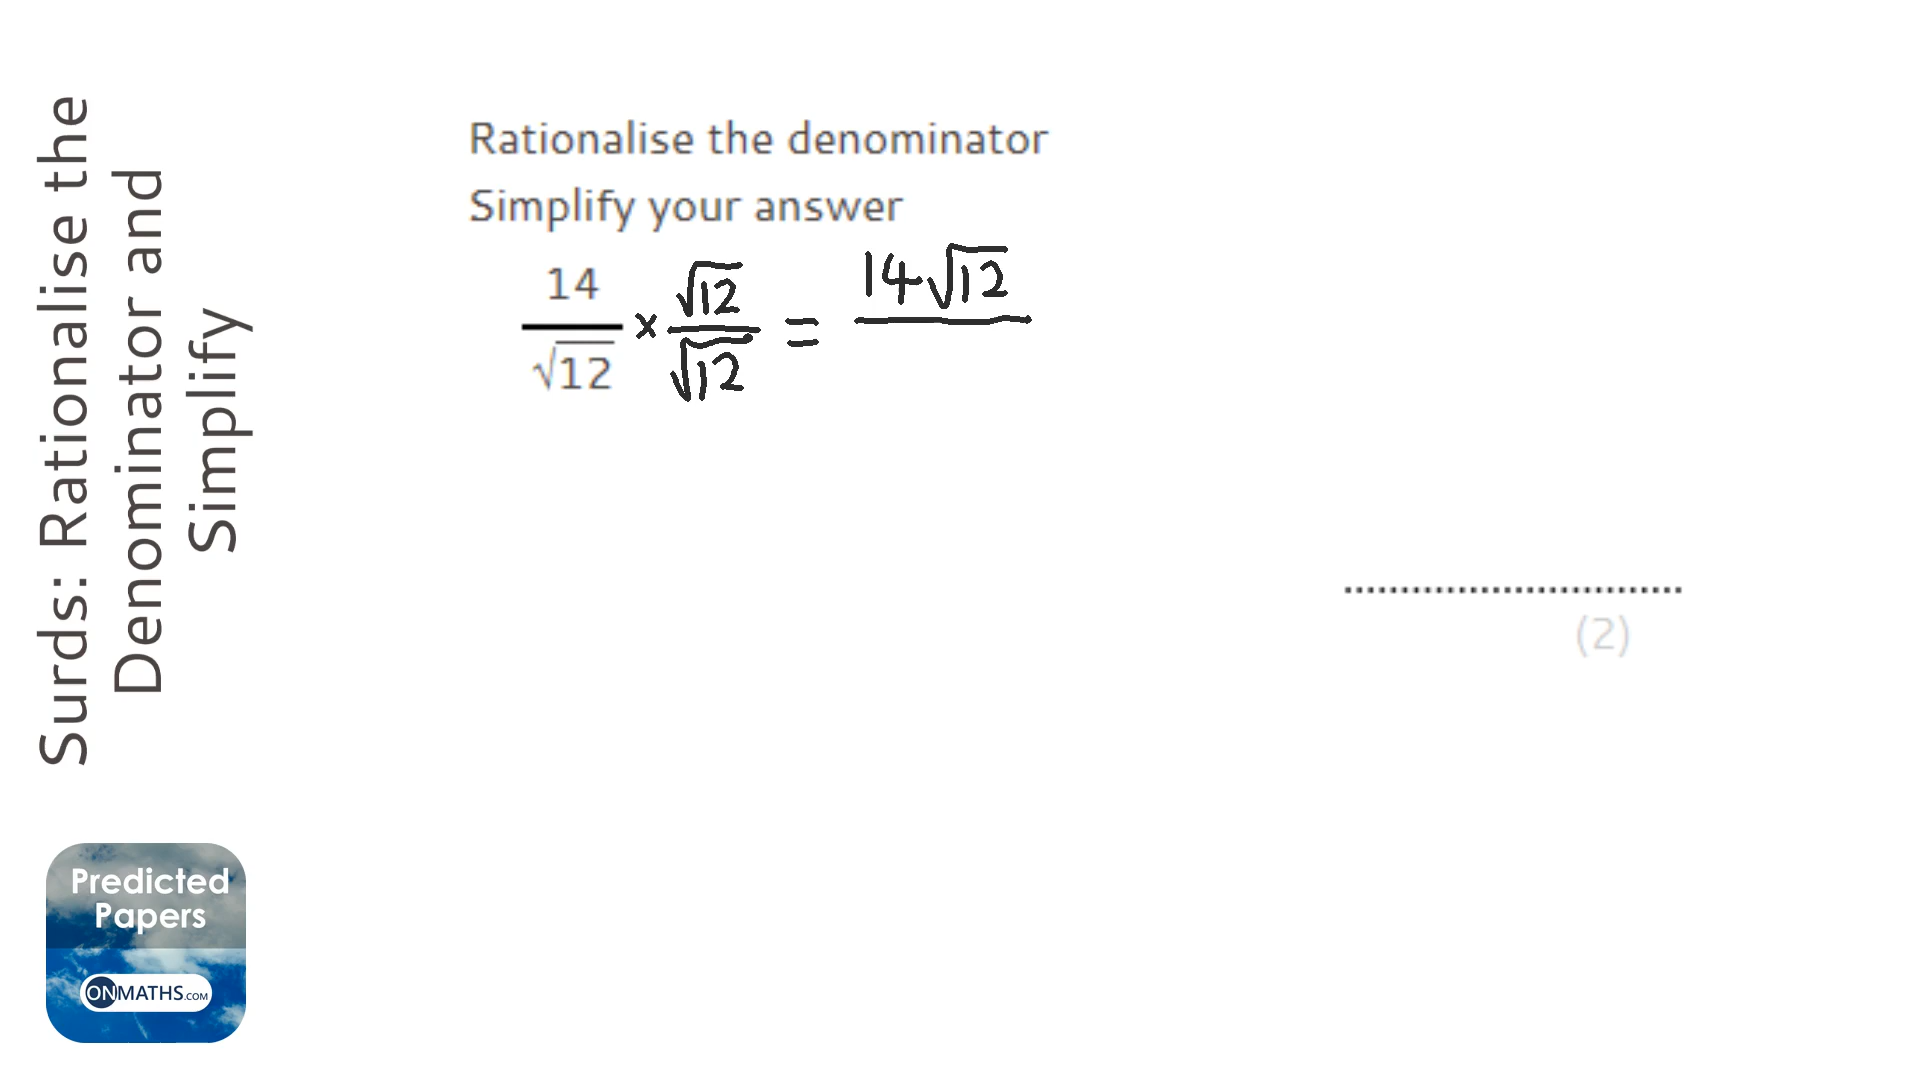 Surds: Rationalise the
Denominator and
Simplify
Rationalise the denominator
Simplify your answer
14/√12 × √12/√12 = 14√12
(2)
Predicted
Papers
ONMATHS.COM